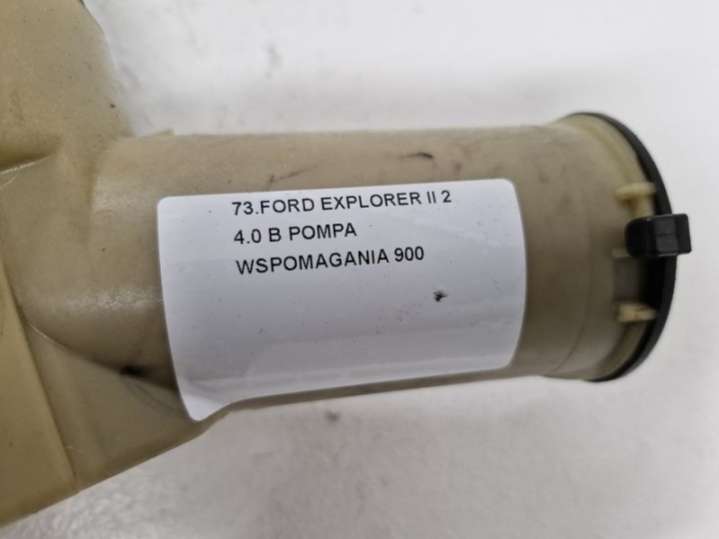 73.FORD EXPLORER II 2
4.0 B POMPA
WSPOMAGANIA 900